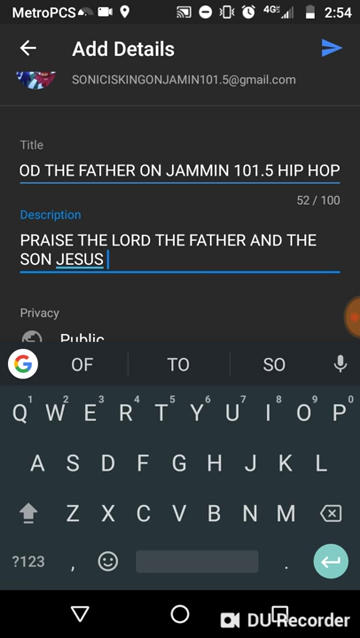 MetroPCS 4G 2:54
Add Details
SONICISKINGONJAMIN101.5@gmail.com
Title
OD THE FATHER ON JAMMIN 101.5 HIP HOP
52 / 100
Description
PRAISE THE LORD THE FATHER AND THE
SON JESUS
Privacy
Public
G OF TO SO
1 2 3 4 5 6 7 8 9 0
Q W E R T Y U I O P
A S D F G H J K L
Z X C V B N M
?123 , .
DU Recorder